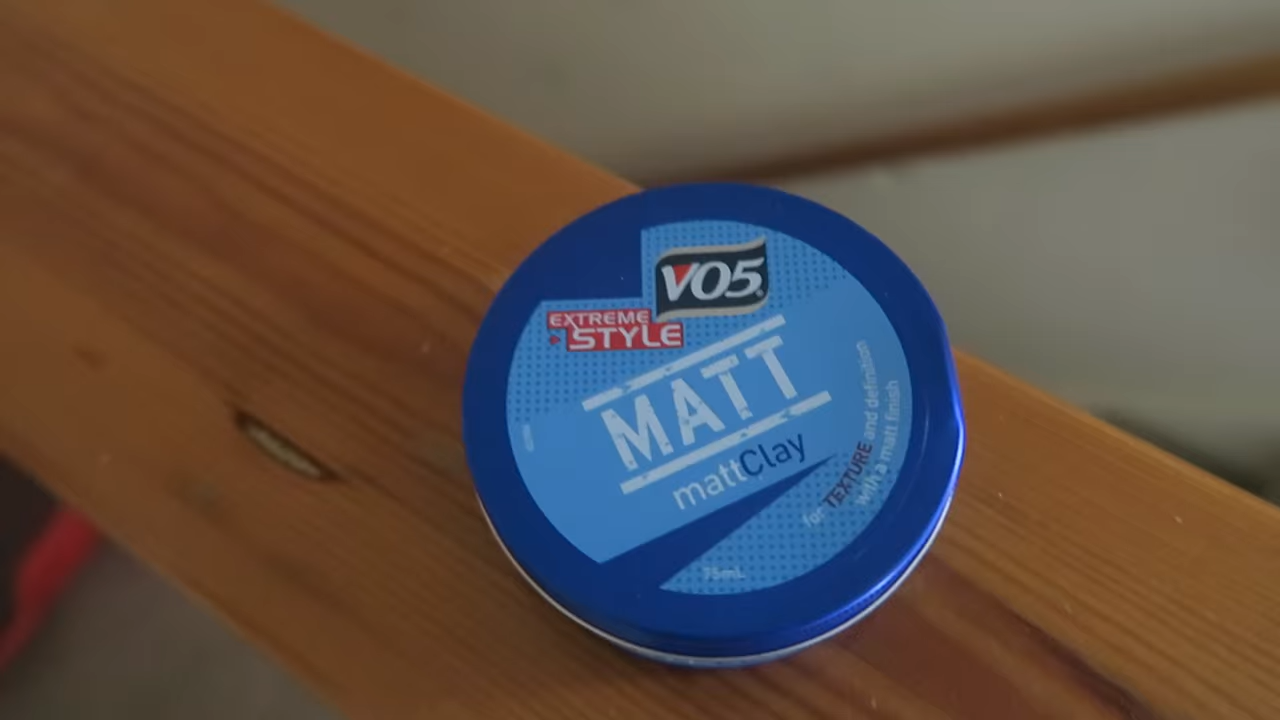 VO5
EXTREME
STYLE
MATT
mattClay
for TEXTURE and definition
with a matt finish
75mL